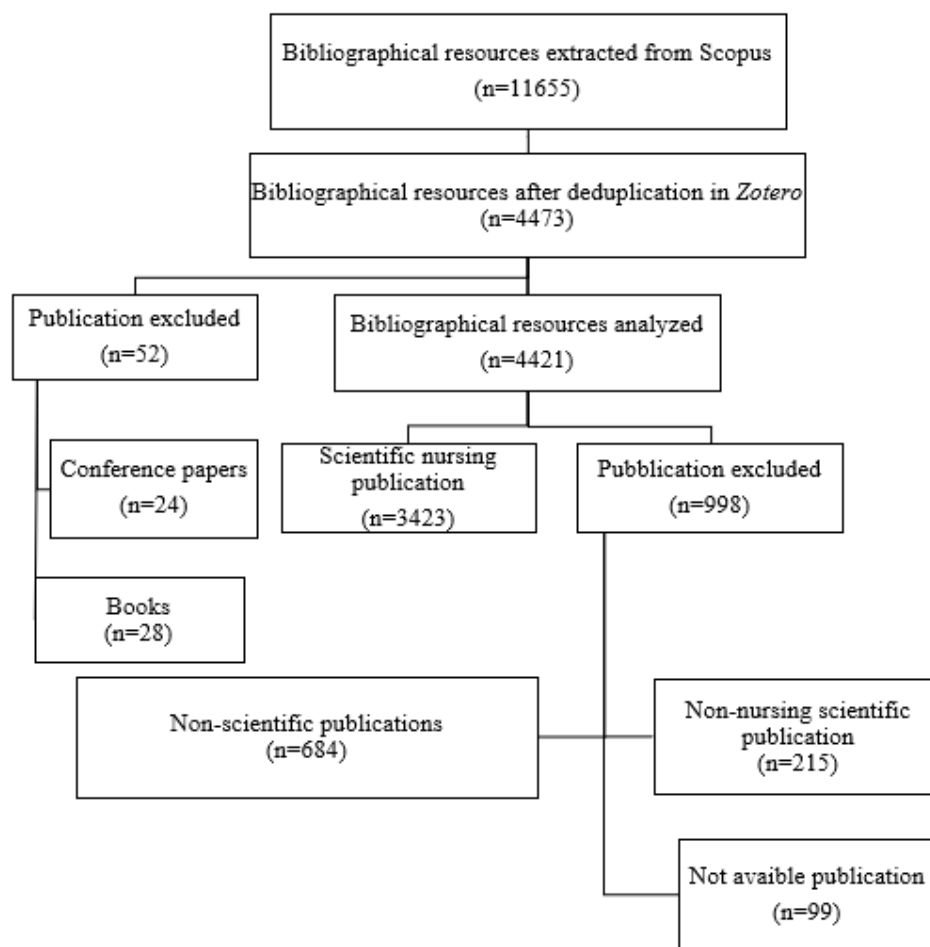 Bibliographical resources extracted from Scopus
(n=11655)
Bibliographical resources after deduplication in Zotero
(n=4473)
Publication excluded
(n=52)
Bibliographical resources analyzed
(n=4421)
Conference papers
(n=24)
Scientific nursing
publication
(n=3423)
Pubblication excluded
(n=998)
Books
(n=28)
Non-scientific publications
(n=684)
Non-nursing scientific
publication
(n=215)
Not avaible publication
(n=99)